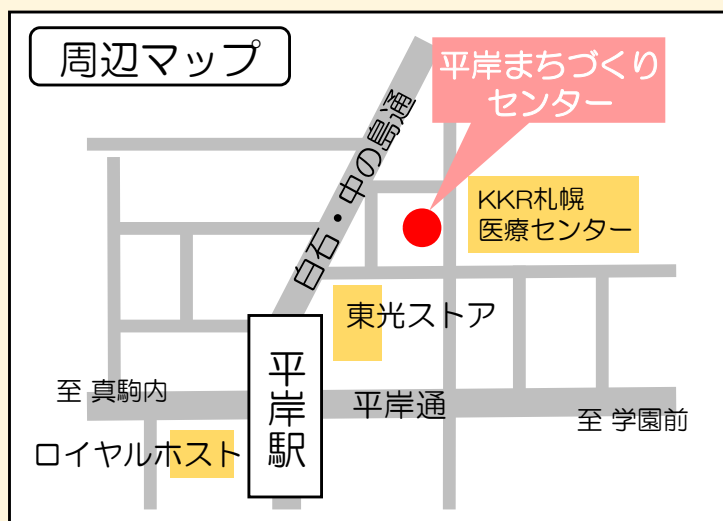 周辺マップ
平岸まちづくり
センター
白石・中の島通
KKR札幌
医療センター
東光ストア
平岸駅
至 真駒内
平岸通
至 学園前
ロイヤルホスト